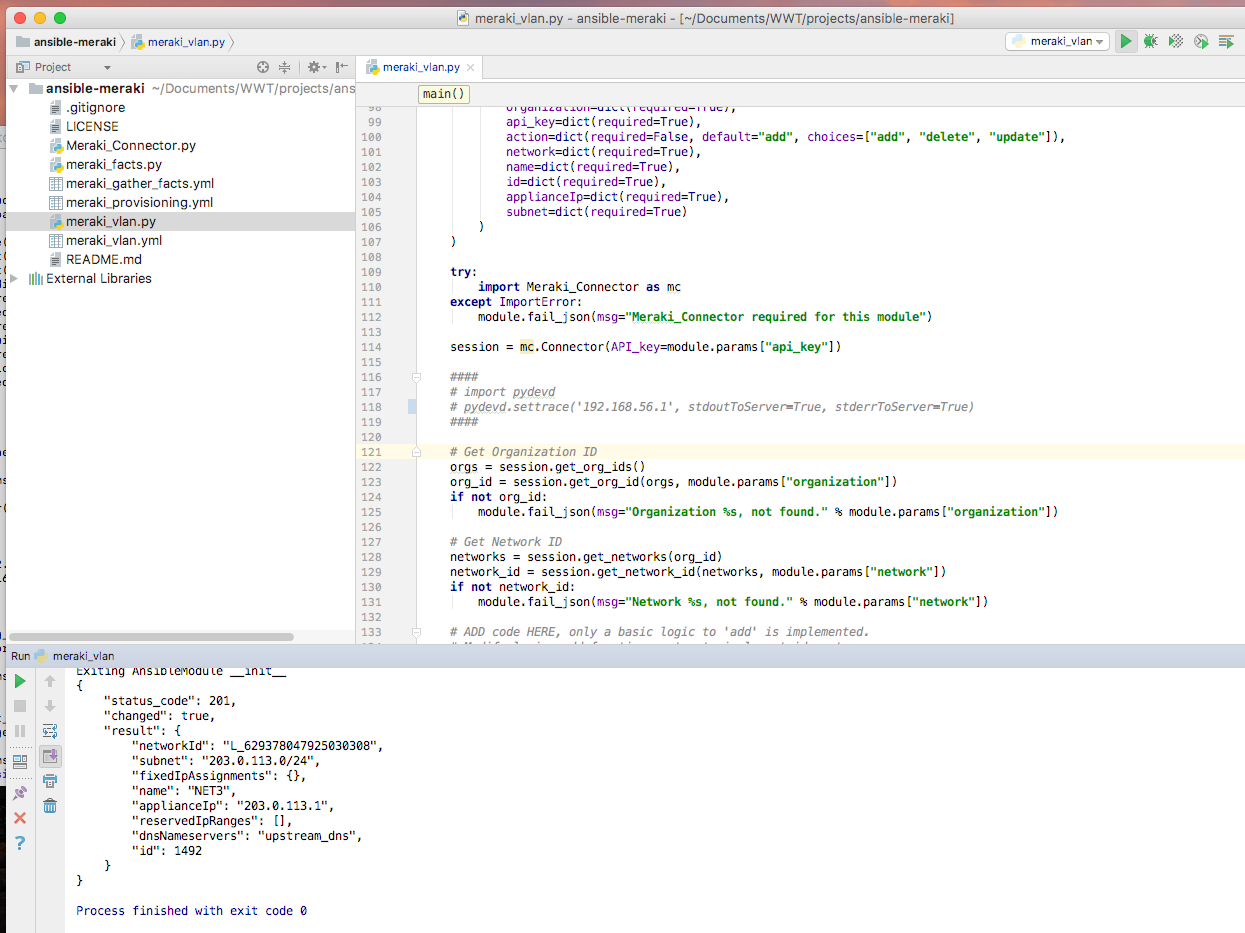 meraki_vlan.py - ansible-meraki - [~/Documents/WWT/projects/ansible-meraki]
ansible-meraki meraki_vlan.py
meraki_vlan
Project
meraki_vlan.py
ansible-meraki ~/Documents/WWT/projects/ans
.gitignore
LICENSE
Meraki_Connector.py
meraki_facts.py
meraki_gather_facts.yml
meraki_provisioning.yml
meraki_vlan.py
meraki_vlan.yml
README.md
External Libraries
main()
98 organization=dict(required=True),
99 api_key=dict(required=True),
100 action=dict(required=False, default="add", choices=["add", "delete", "update"]),
101 network=dict(required=True),
102 name=dict(required=True),
103 id=dict(required=True),
104 applianceIp=dict(required=True),
105 subnet=dict(required=True)
106 )
107 )
108
109 try:
110 import Meraki_Connector as mc
111 except ImportError:
112 module.fail_json(msg="Meraki_Connector required for this module")
113
114 session = mc.Connector(API_key=module.params["api_key"])
115
116 ####
117 # import pydevd
118 # pydevd.settrace('192.168.56.1', stdoutToServer=True, stderrToServer=True)
119 ####
120
121 # Get Organization ID
122 orgs = session.get_org_ids()
123 org_id = session.get_org_id(orgs, module.params["organization"])
124 if not org_id:
125 module.fail_json(msg="Organization %s, not found." % module.params["organization"])
126
127 # Get Network ID
128 networks = session.get_networks(org_id)
129 network_id = session.get_network_id(networks, module.params["network"])
130 if not network_id:
131 module.fail_json(msg="Network %s, not found." % module.params["network"])
132
133 # ADD code HERE, only a basic logic to 'add' is implemented.
Run meraki_vlan
Exiting AnsibleModule __init__
{
"status_code": 201,
"changed": true,
"result": {
"networkId": "L_629378047925030308",
"subnet": "203.0.113.0/24",
"fixedIpAssignments": {},
"name": "NET3",
"applianceIp": "203.0.113.1",
"reservedIpRanges": [],
"dnsNameservers": "upstream_dns",
"id": 1492
}
}
Process finished with exit code 0